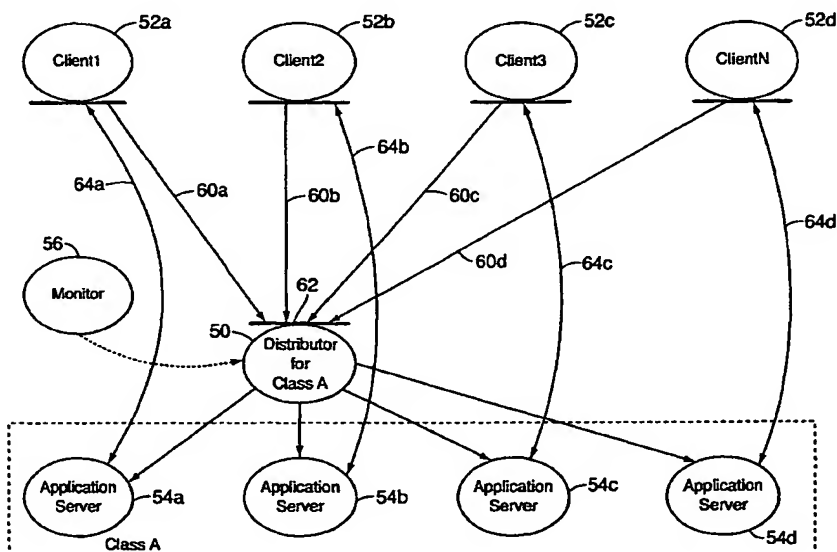 52a
52b
52c
52d
Client1
Client2
Client3
ClientN
64a
60a
60b
64b
60c
60d
64c
64d
56
Monitor
62
50
Distributor
for
Class A
Application
Server
54a
Application
Server
54b
Application
Server
54c
Application
Server
54d
Class A